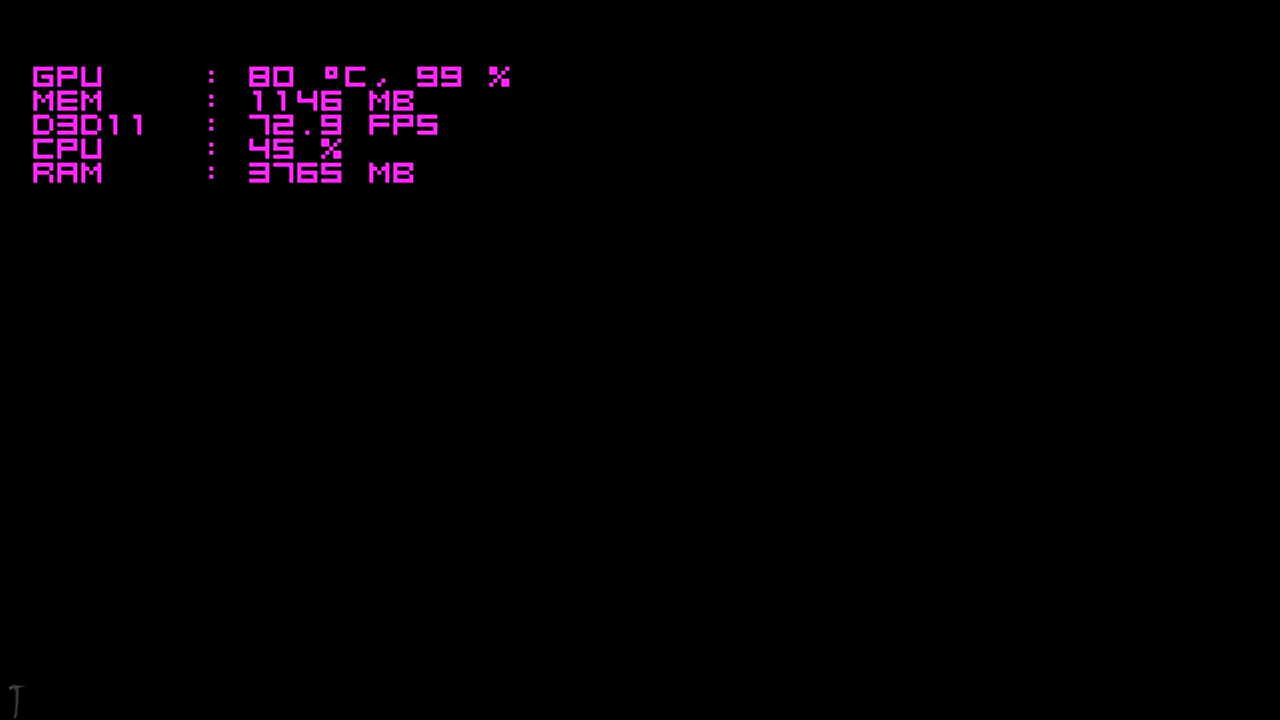 GPU : 80 °C, 99 %
MEM : 1146 MB
D3D11 : 72.9 FPS
CPU : 45 %
RAM : 3765 MB